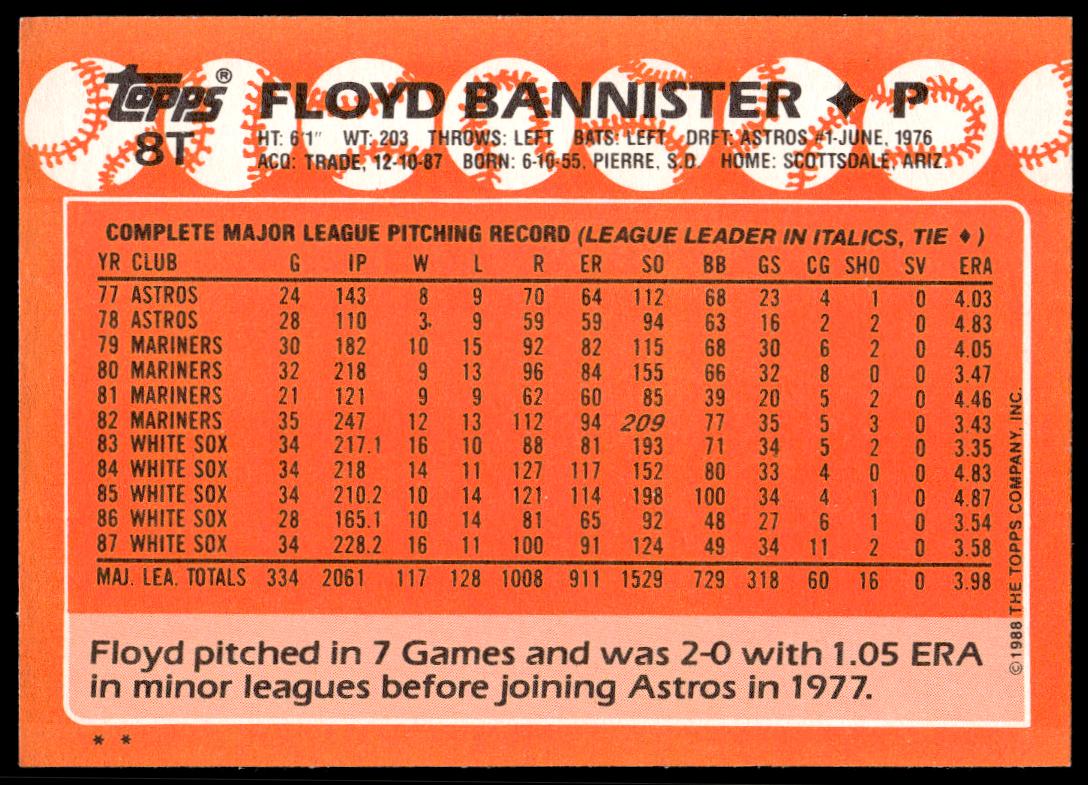 Topps® FLOYD BANNISTER ✦ P
8T HT: 6'1" WT: 203 THROWS: LEFT BATS: LEFT DRFT: ASTROS #1-JUNE, 1976
ACQ: TRADE, 12-10-87 BORN: 6-10-55, PIERRE, S.D. HOME: SCOTTSDALE, ARIZ.
COMPLETE MAJOR LEAGUE PITCHING RECORD (LEAGUE LEADER IN ITALICS, TIE ♦)
YR CLUB G IP W L R ER SO BB GS CG SHO SV ERA
77 ASTROS 24 143 8 9 70 64 112 68 23 4 1 0 4.03
78 ASTROS 28 110 3 9 59 59 94 63 16 2 2 0 4.83
79 MARINERS 30 182 10 15 92 82 115 68 30 6 2 0 4.05
80 MARINERS 32 218 9 13 96 84 155 66 32 8 0 0 3.47
81 MARINERS 21 121 9 9 62 60 85 39 20 5 2 0 4.46
82 MARINERS 35 247 12 13 112 94 209 77 35 5 3 0 3.43
83 WHITE SOX 34 217.1 16 10 88 81 193 71 34 5 2 0 3.35
84 WHITE SOX 34 218 14 11 127 117 152 80 33 4 0 0 4.83
85 WHITE SOX 34 210.2 10 14 121 114 198 100 34 4 1 0 4.87
86 WHITE SOX 28 165.1 10 14 81 65 92 48 27 6 1 0 3.54
87 WHITE SOX 34 228.2 16 11 100 91 124 49 34 11 2 0 3.58
MAJ. LEA. TOTALS 334 2061 117 128 1008 911 1529 729 318 60 16 0 3.98
©1988 THE TOPPS COMPANY, INC.
Floyd pitched in 7 Games and was 2-0 with 1.05 ERA
in minor leagues before joining Astros in 1977.
* *